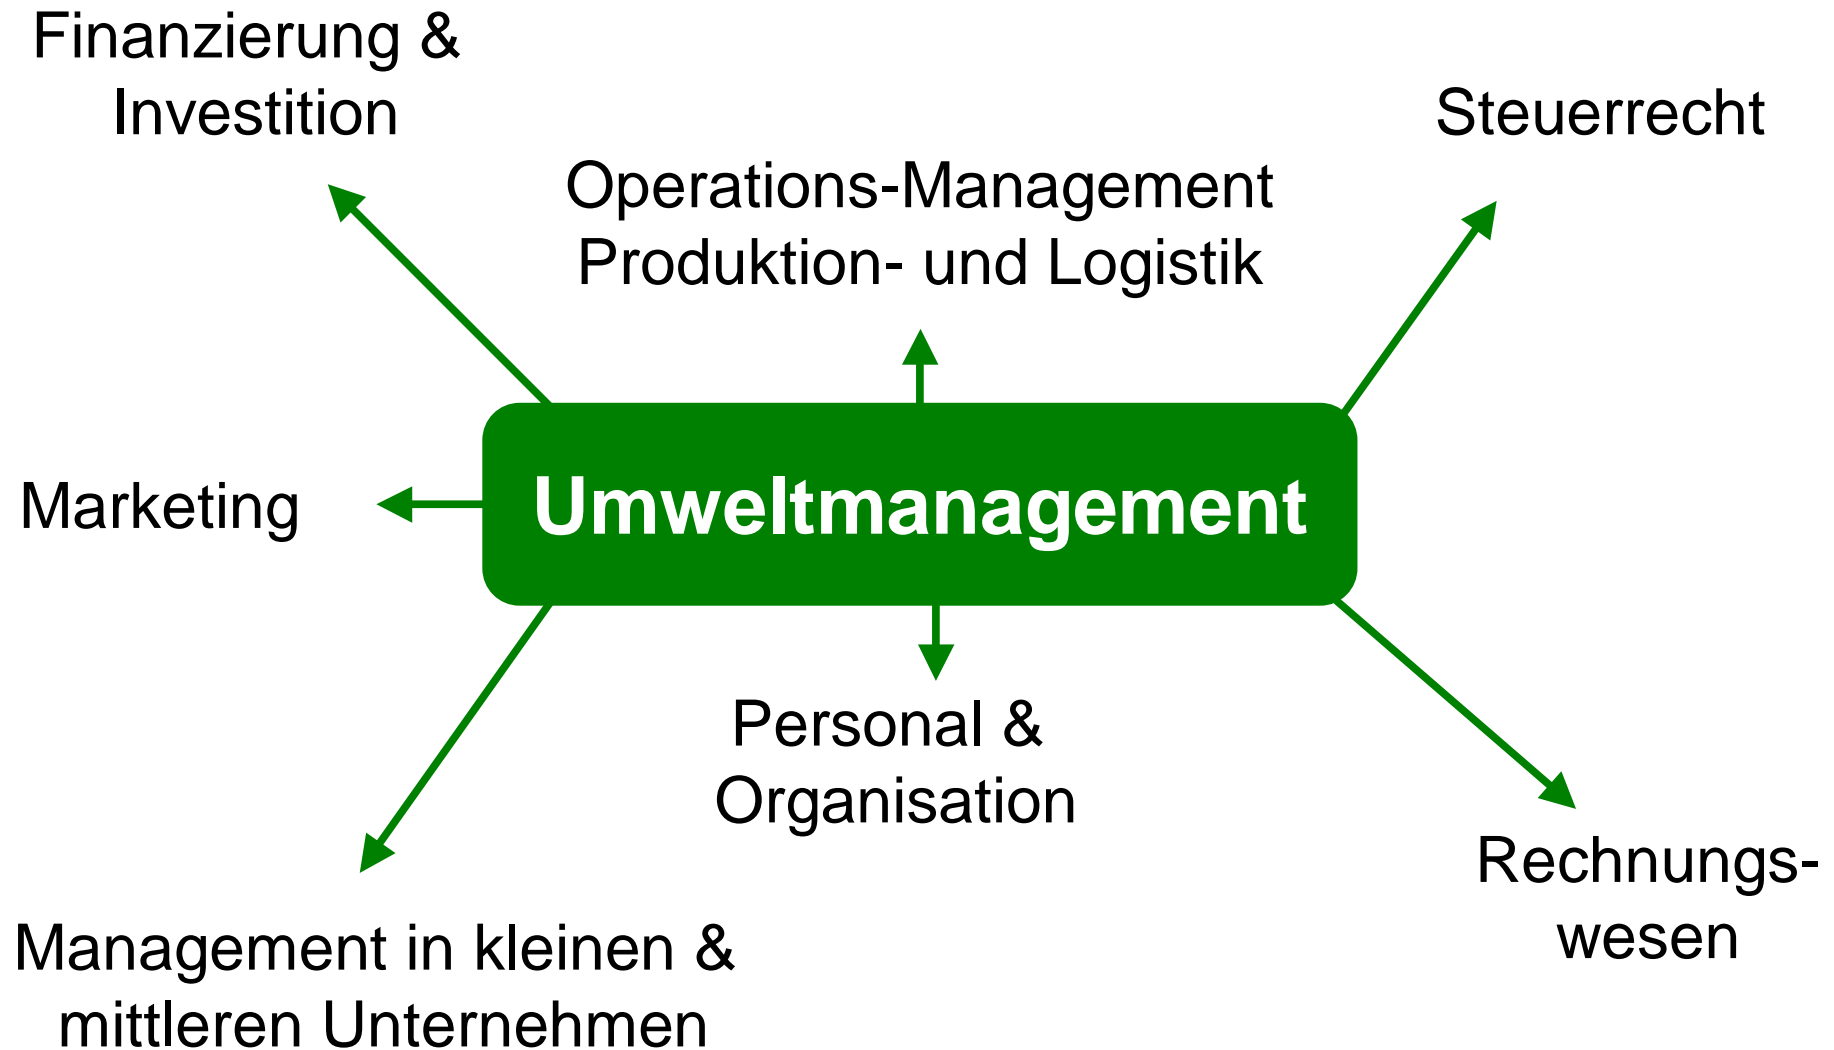 Finanzierung &
Investition
Steuerrecht
Operations-Management
Produktion- und Logistik
Marketing
Umweltmanagement
Personal &
Organisation
Rechnungs-
wesen
Management in kleinen &
mittleren Unternehmen